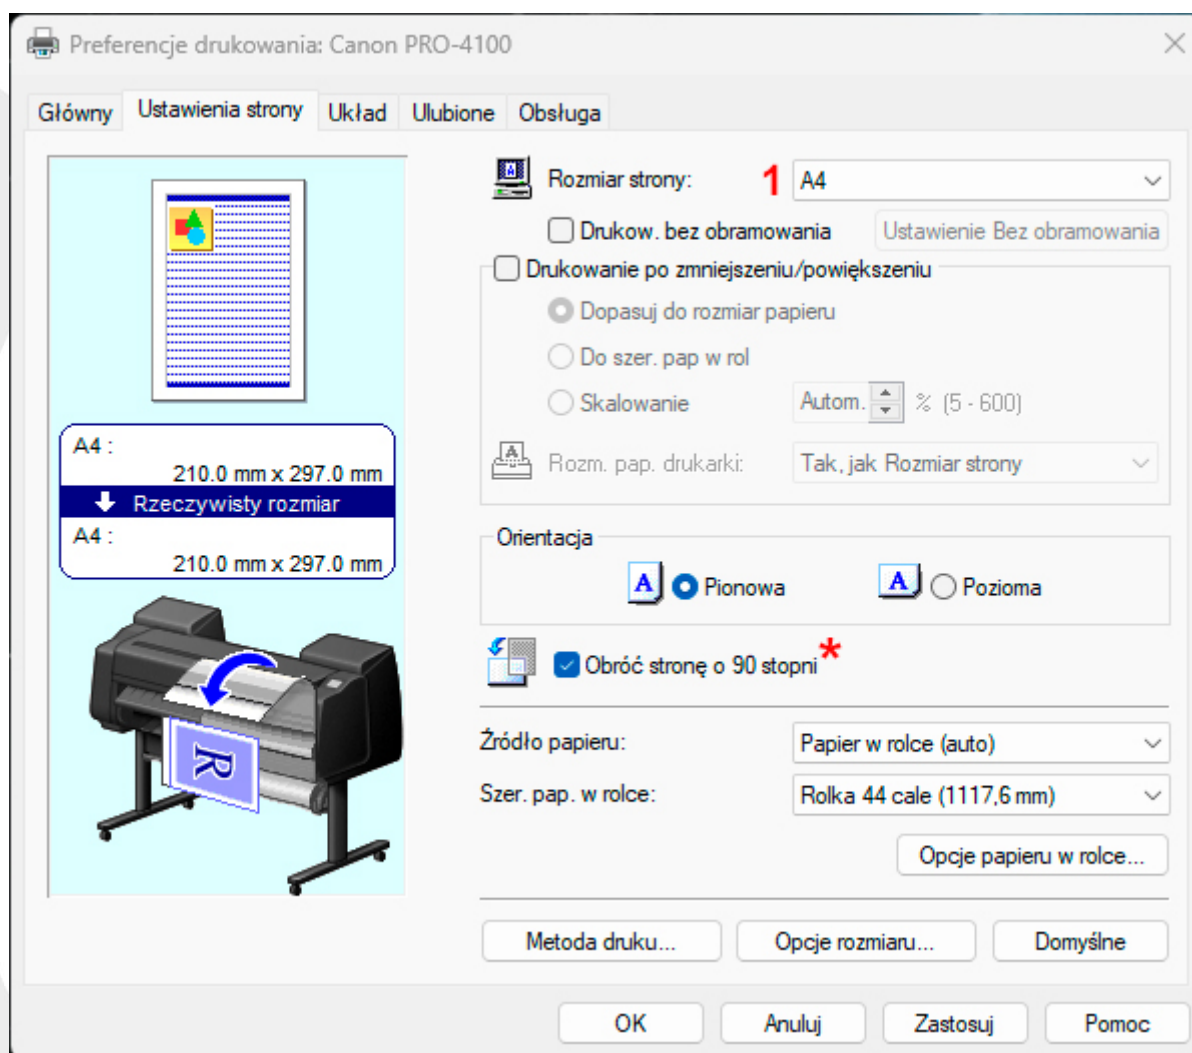 Preferencje drukowania: Canon PRO-4100
Główny Ustawienia strony Układ Ulubione Obsługa
Rozmiar strony: 1 A4
Drukow. bez obramowania Ustawienie Bez obramowania
Drukowanie po zmniejszeniu/powiększeniu
Dopasuj do rozmiar papieru
Do szer. pap w rol
Skalowanie Autom. % (5 - 600)
Rozm. pap. drukarki: Tak, jak Rozmiar strony
A4 :
210.0 mm x 297.0 mm
Rzeczywisty rozmiar
A4 :
210.0 mm x 297.0 mm
Orientacja
A Pionowa A Pozioma
Obróć stronę o 90 stopni*
R
Źródło papieru: Papier w rolce (auto)
Szer. pap. w rolce: Rolka 44 cale (1117,6 mm)
Opcje papieru w rolce...
Metoda druku... Opcje rozmiaru... Domyślne
OK Anuluj Zastosuj Pomoc